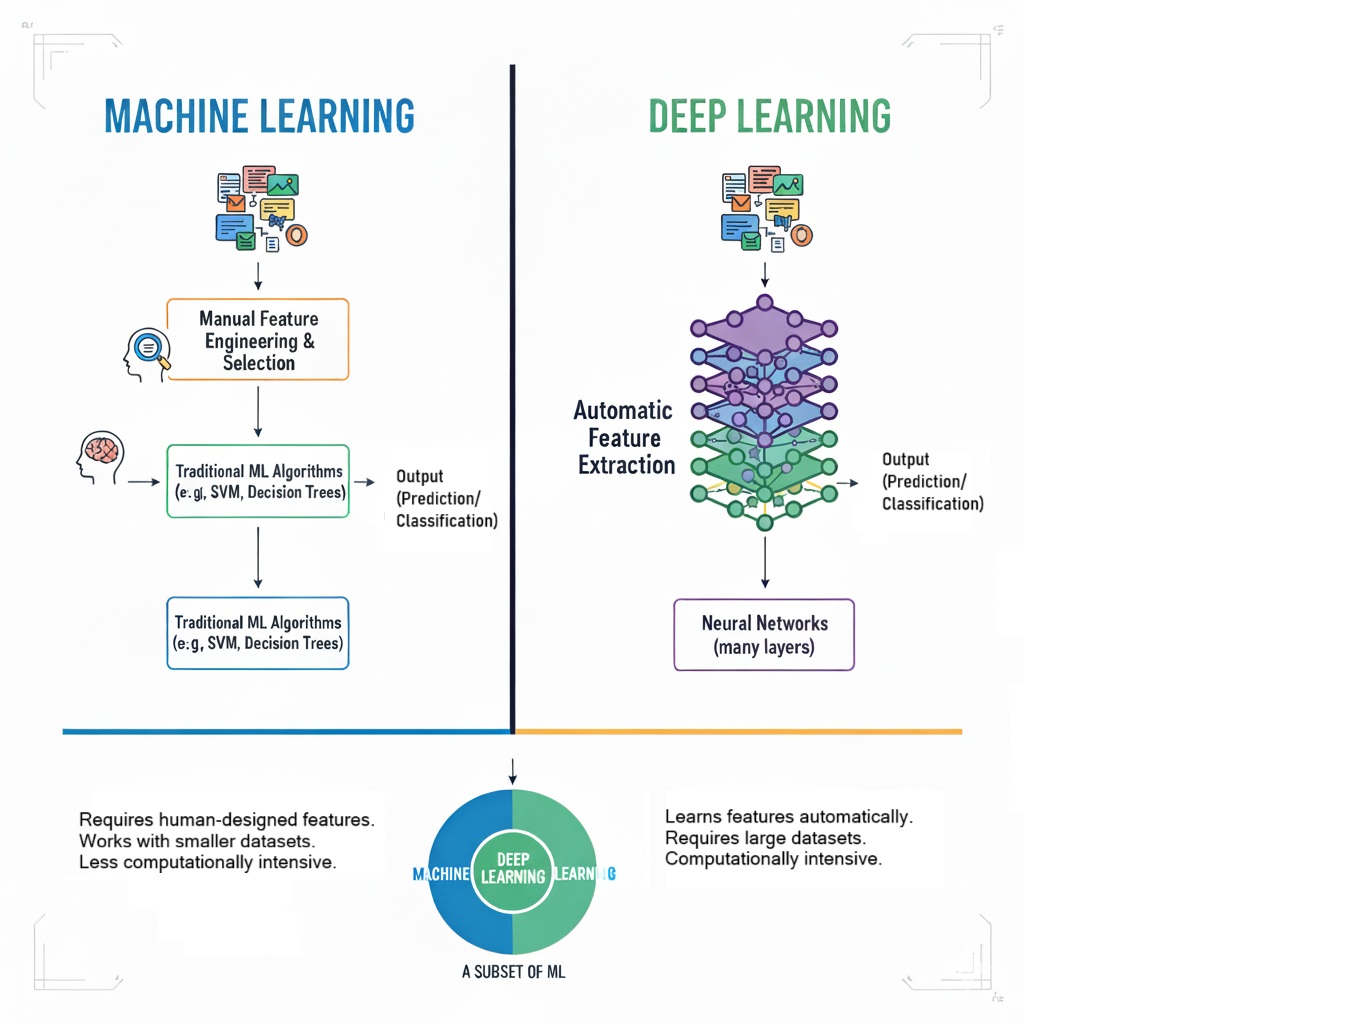 MACHINE LEARNING
Manual Feature
Engineering &
Selection
Traditional ML Algorithms
(e.g, SVM, Decision Trees)
Output
(Prediction/
Classification)
Traditional ML Algorithms
(e:g, SVM, Decision Trees)
DEEP LEARNING
Automatic
Feature
Extraction
Output
(Prediction/
Classification)
Neural Networks
(many layers)
Requires human-designed features.
Works with smaller datasets.
Less computationally intensive.
MACHINE
DEEP
LEARNING
LEARNING
A SUBSET OF ML
Learns features automatically.
Requires large datasets.
Computationally intensive.